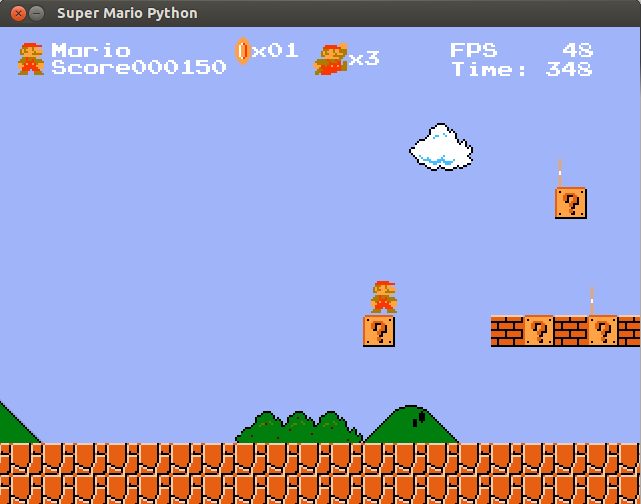 Super Mario Python
Mario x01 FPS 48
Score000150 x3 Time: 348
?
?
? ?